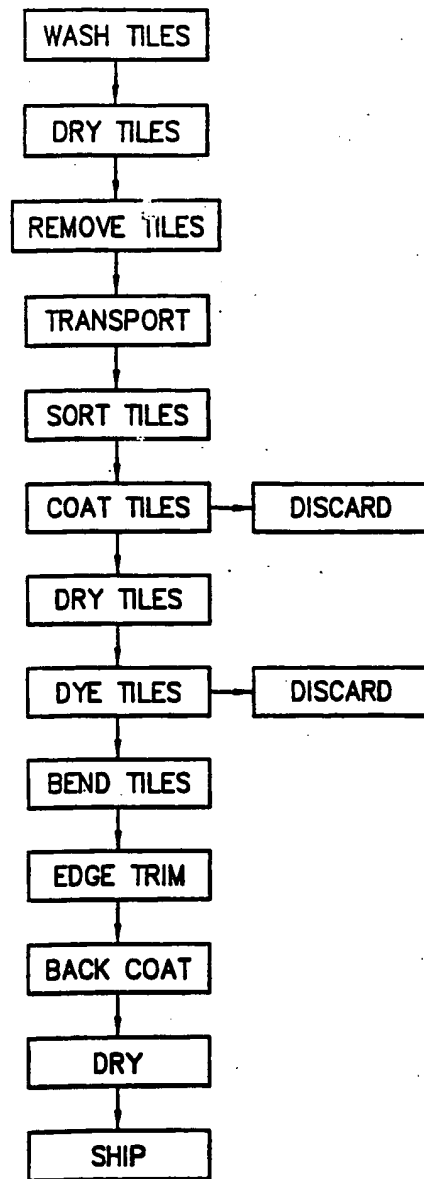 WASH TILES
DRY TILES
REMOVE TILES
TRANSPORT
SORT TILES
COAT TILES
DISCARD
DRY TILES
DYE TILES
DISCARD
BEND TILES
EDGE TRIM
BACK COAT
DRY
SHIP